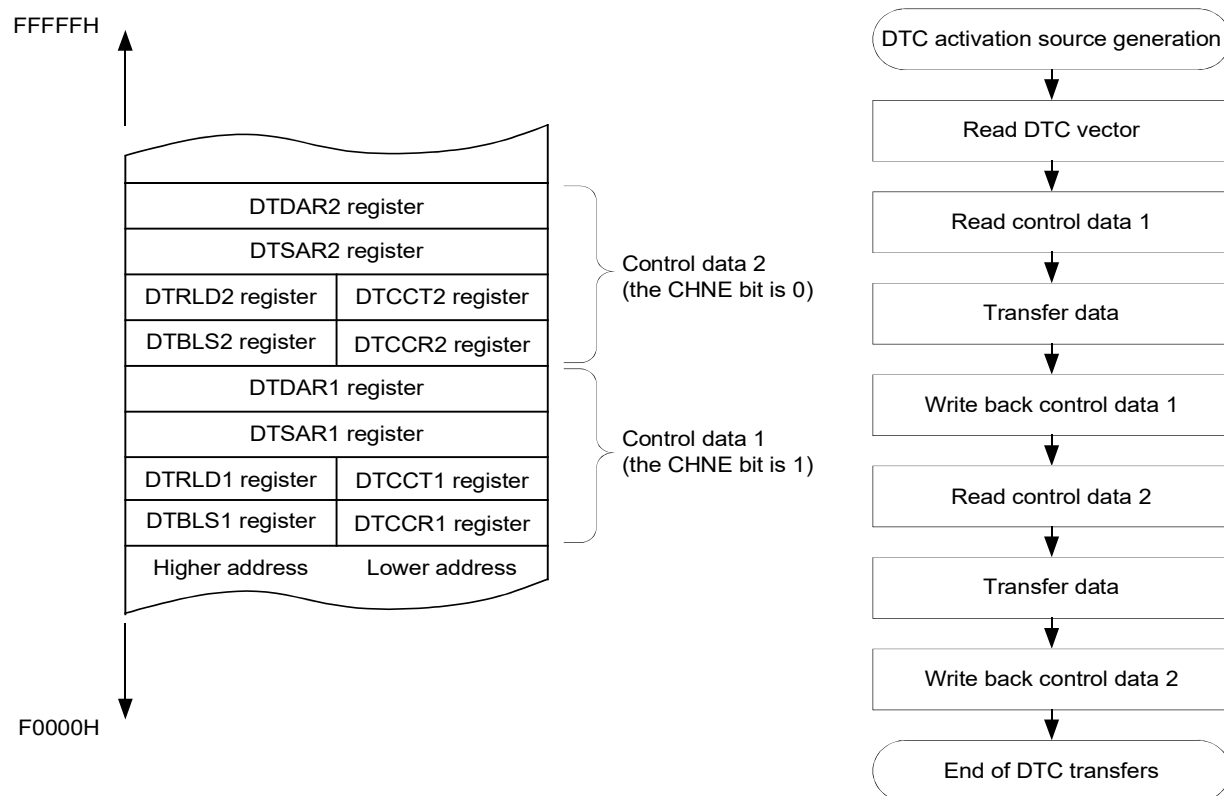 FFFFFH
DTDAR2 register
DTSAR2 register
DTRLD2 register DTCCT2 register
DTBLS2 register DTCCR2 register
Control data 2
(the CHNE bit is 0)
DTDAR1 register
DTSAR1 register
DTRLD1 register DTCCT1 register
DTBLS1 register DTCCR1 register
Control data 1
(the CHNE bit is 1)
Higher address Lower address
F0000H
DTC activation source generation
Read DTC vector
Read control data 1
Transfer data
Write back control data 1
Read control data 2
Transfer data
Write back control data 2
End of DTC transfers